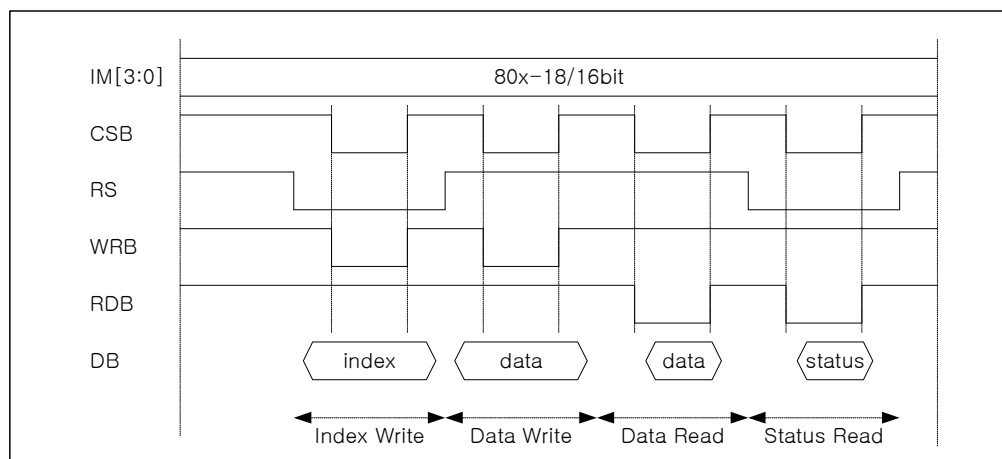 IM[3:0] 80x-18/16bit
CSB
RS
WRB
RDB
DB index data data status
Index Write Data Write Data Read Status Read